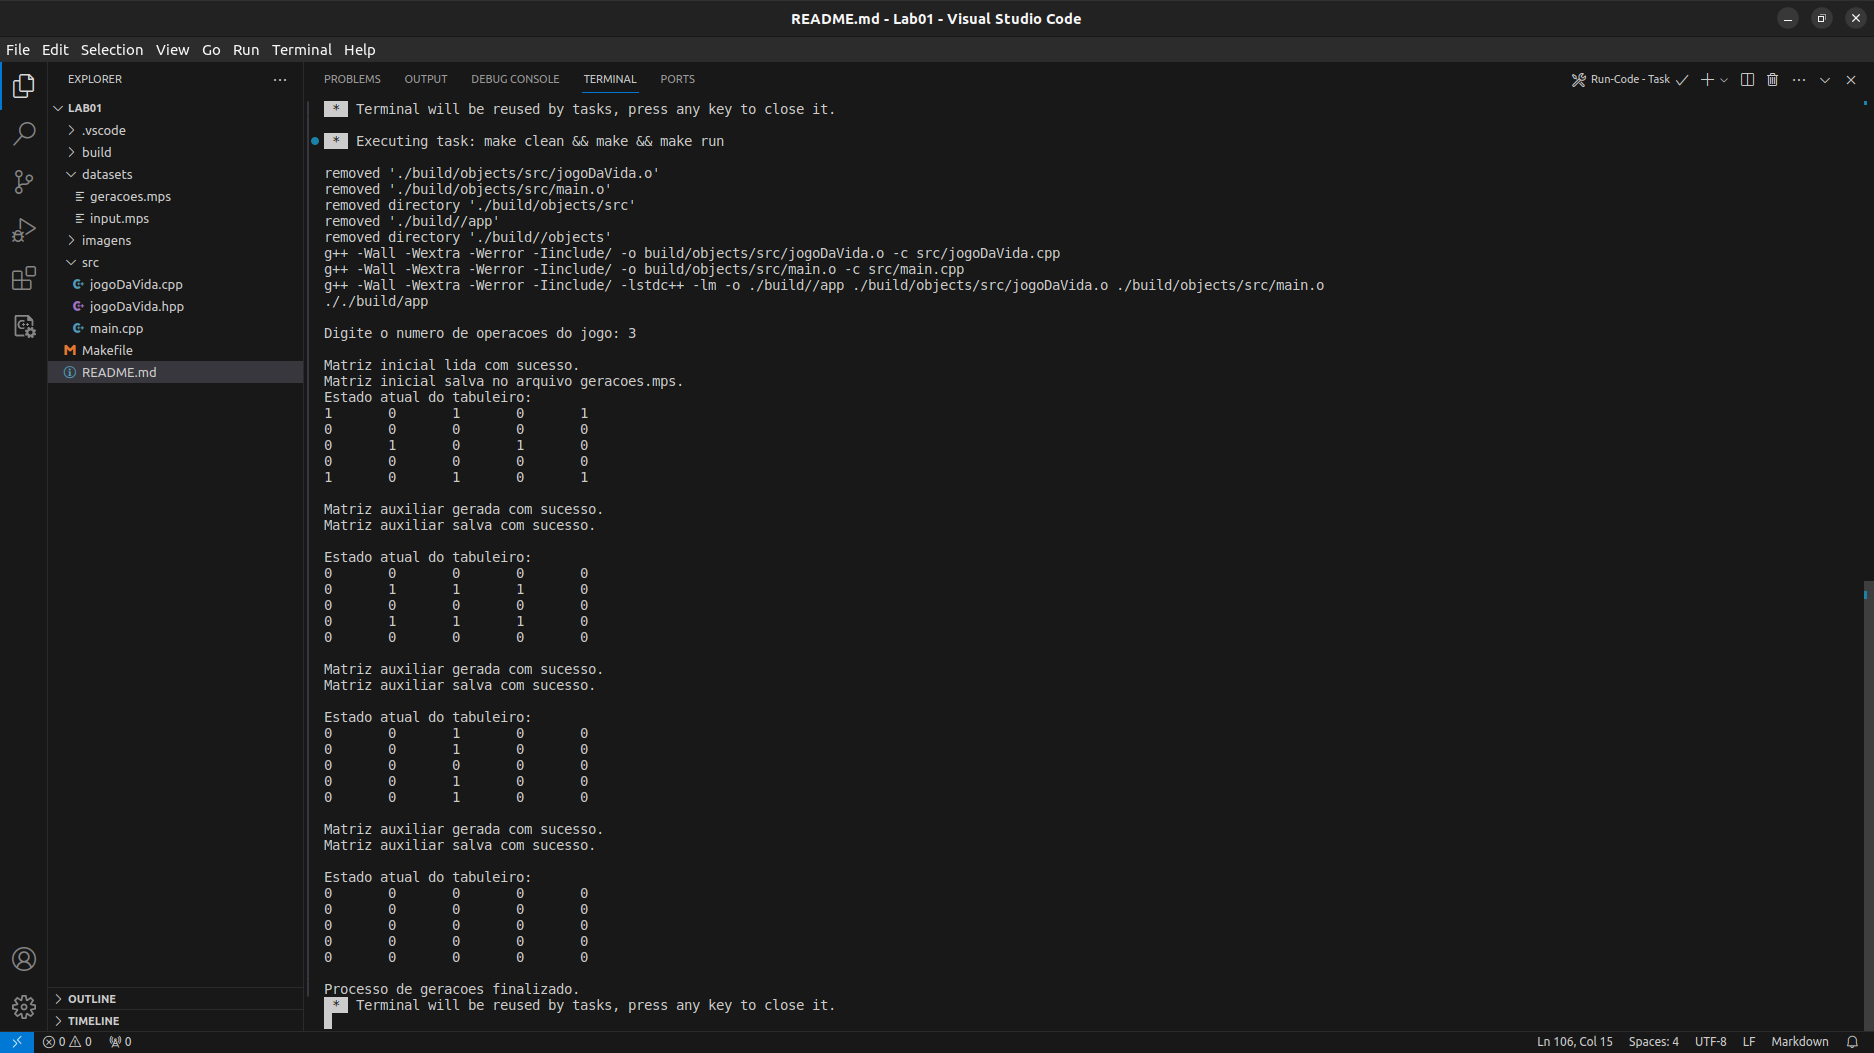 README.md - Lab01 - Visual Studio Code
File Edit Selection View Go Run Terminal Help
EXPLORER
LAB01
.vscode
build
datasets
geracoes.mps
input.mps
imagens
src
jogoDaVida.cpp
jogoDaVida.hpp
main.cpp
Makefile
README.md
OUTLINE
TIMELINE
PROBLEMS OUTPUT DEBUG CONSOLE TERMINAL PORTS
Run-Code - Task
* Terminal will be reused by tasks, press any key to close it.
* Executing task: make clean && make && make run
removed './build/objects/src/jogoDaVida.o'
removed './build/objects/src/main.o'
removed directory './build/objects/src'
removed './build//app'
removed directory './build//objects'
g++ -Wall -Wextra -Werror -Iinclude/ -o build/objects/src/jogoDaVida.o -c src/jogoDaVida.cpp
g++ -Wall -Wextra -Werror -Iinclude/ -o build/objects/src/main.o -c src/main.cpp
g++ -Wall -Wextra -Werror -Iinclude/ -lstdc++ -lm -o ./build//app ./build/objects/src/jogoDaVida.o ./build/objects/src/main.o
././build/app
Digite o numero de operacoes do jogo: 3
Matriz inicial lida com sucesso.
Matriz inicial salva no arquivo geracoes.mps.
Estado atual do tabuleiro:
1 0 1 0 1
0 0 0 0 0
0 1 0 1 0
0 0 0 0 0
1 0 1 0 1
Matriz auxiliar gerada com sucesso.
Matriz auxiliar salva com sucesso.
Estado atual do tabuleiro:
0 0 0 0 0
0 1 1 1 0
0 0 0 0 0
0 1 1 1 0
0 0 0 0 0
Matriz auxiliar gerada com sucesso.
Matriz auxiliar salva com sucesso.
Estado atual do tabuleiro:
0 0 1 0 0
0 0 1 0 0
0 0 0 0 0
0 0 1 0 0
0 0 1 0 0
Matriz auxiliar gerada com sucesso.
Matriz auxiliar salva com sucesso.
Estado atual do tabuleiro:
0 0 0 0 0
0 0 0 0 0
0 0 0 0 0
0 0 0 0 0
0 0 0 0 0
Processo de geracoes finalizado.
* Terminal will be reused by tasks, press any key to close it.
0 0 0 Ln 106, Col 15 Spaces: 4 UTF-8 LF Markdown